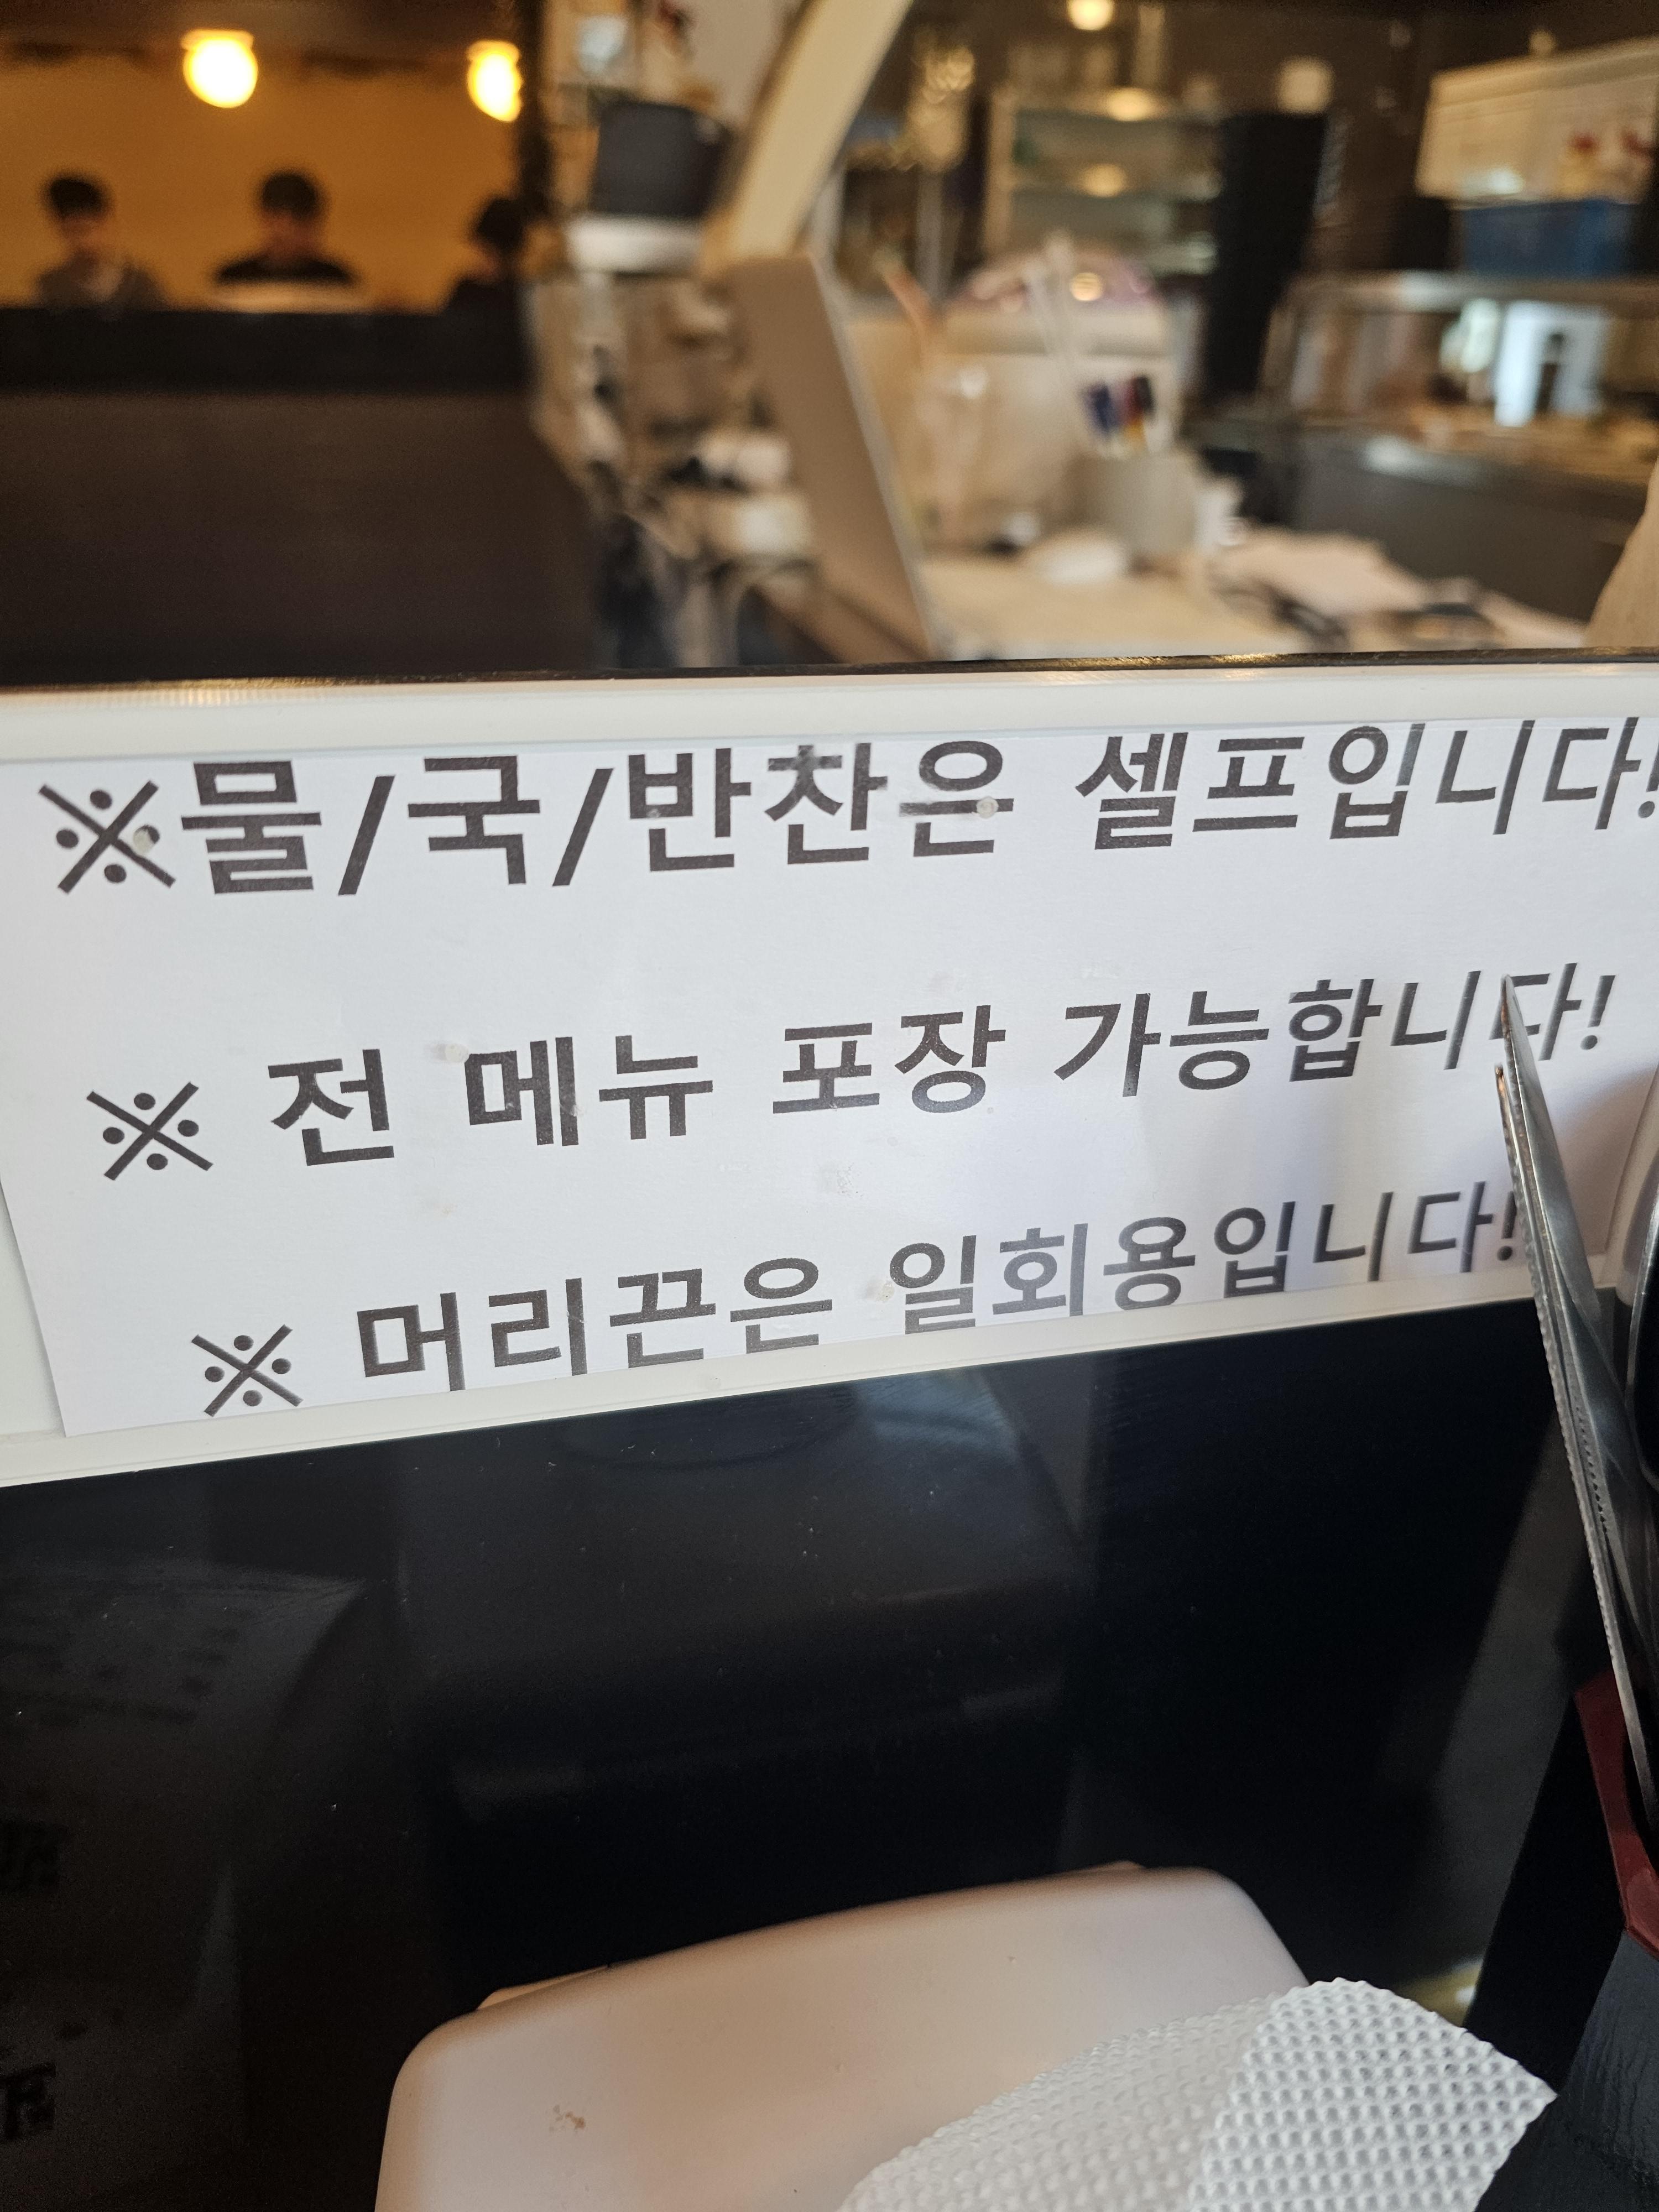 ※물/국/반찬은 셀프입니다!
※ 전 메뉴 포장 가능합니다!
※ 머리끈은 일회용입니다!